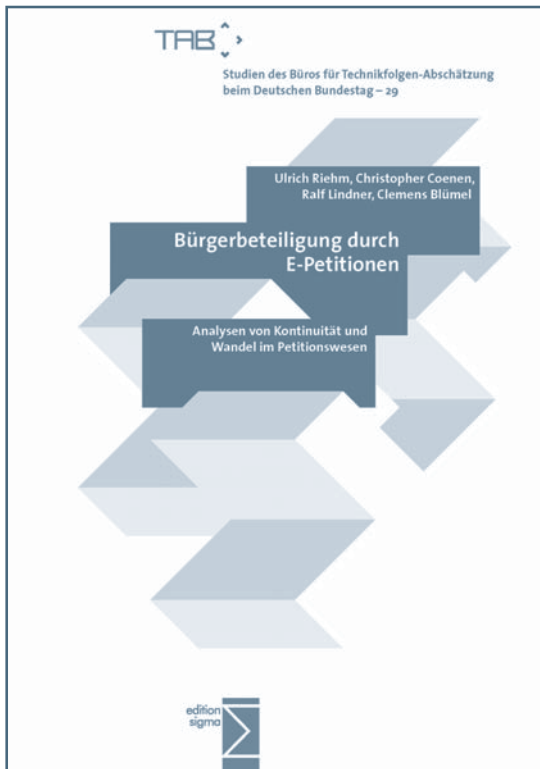 TAB
Studien des Büros für Technikfolgen-Abschätzung
beim Deutschen Bundestag – 29
Ulrich Riehm, Christopher Coenen,
Ralf Lindner, Clemens Blümel
Bürgerbeteiligung durch
E-Petitionen
Analysen von Kontinuität und
Wandel im Petitionswesen
edition
sigma